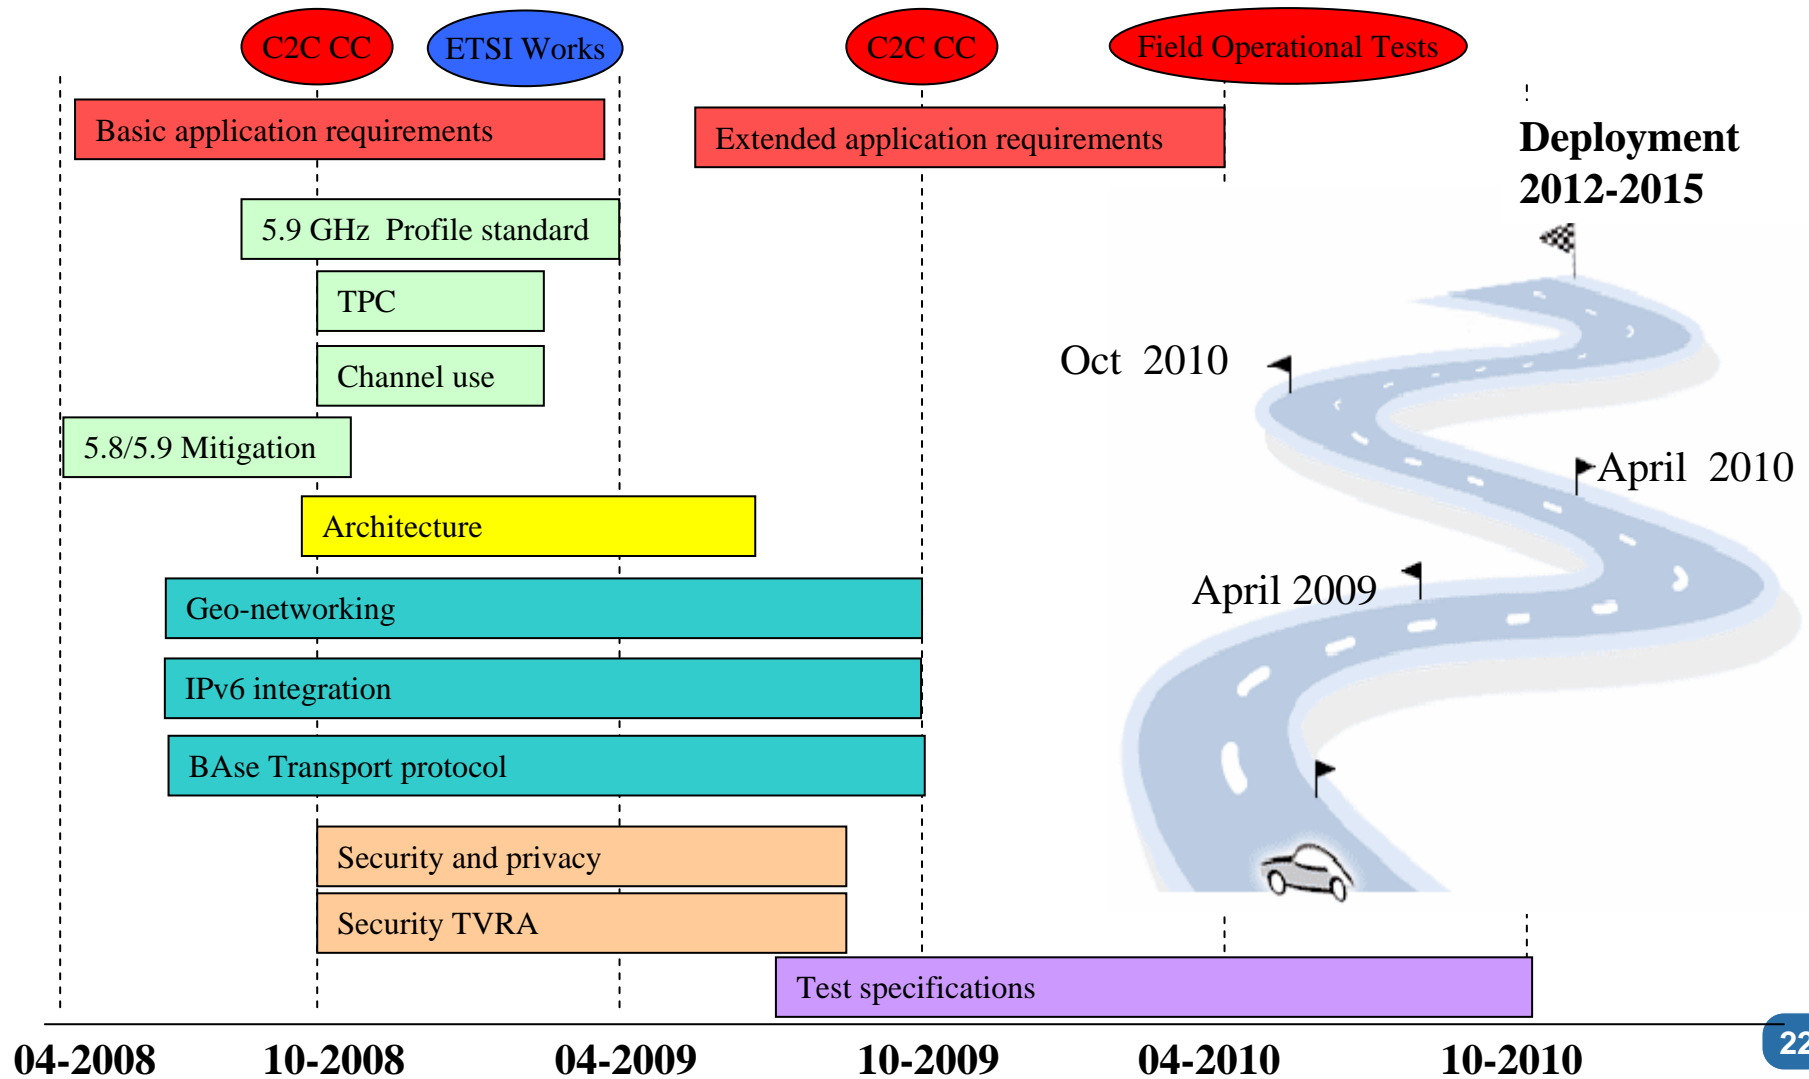 C2C CC
ETSI Works
C2C CC
Field Operational Tests
Basic application requirements
Extended application requirements
Deployment
2012-2015
5.9 GHz  Profile standard
TPC
Channel use
Oct  2010
5.8/5.9 Mitigation
April  2010
Architecture
Geo-networking
April 2009
IPv6 integration
BAse Transport protocol
Security and privacy
Security TVRA
Test specifications
04-2008
10-2008
04-2009
10-2009
04-2010
10-2010
22